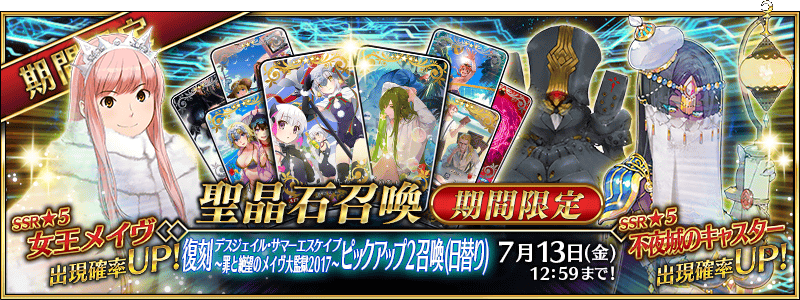 期間限定
聖晶石召喚
期間限定
SSR★5
女王メイヴ
出現確率UP!
復刻 デスジェイル・サマーエスケイプ
~罪と絶望のメイヴ大監獄2017~
ピックアップ2召喚(日替り)
7月13日(金)
12:59まで!
SSR★5
不夜城のキャスター
出現確率UP!